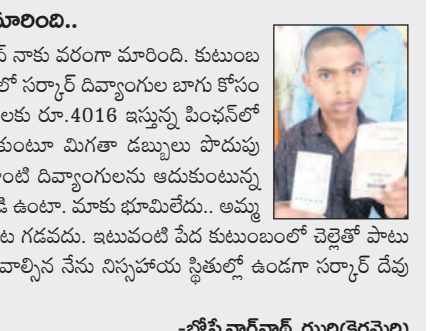 మారింది..
నాకు వరంగా మారింది. కుటుంబ
లో సర్కార్ దివ్యాంగుల బాగు కోసం
లకు రూ.4016 ఇస్తున్న పింఛన్‌లో
కుంటూ మిగతా డబ్బులు పొదుపు
ాంటి దివ్యాంగులను ఆదుకుంటున్న
డి ఉంటా. మాకు భూమిలేదు.. అమ్మ
ట గడవదు. ఇటువంటి పేద కుటుంబంలో చెల్లెతో పాటు
వాల్సిన నేను నిస్సహాయ స్థితుల్లో ఉండగా సర్కార్ దేవు